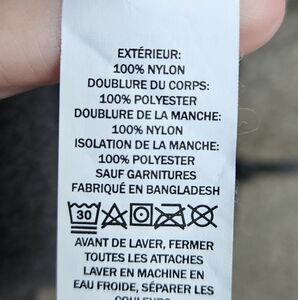 EXTÉRIEUR:
100% NYLON
DOUBLURE DU CORPS:
100% POLYESTER
DOUBLURE DE LA MANCHE:
100% NYLON
ISOLATION DE LA MANCHE:
100% POLYESTER
SAUF GARNITURES
FABRIQUÉ EN BANGLADESH
30
AVANT DE LAVER, FERMER
TOUTES LES ATTACHES
LAVER EN MACHINE EN
EAU FROIDE, SÉPARER LES
COULEURS